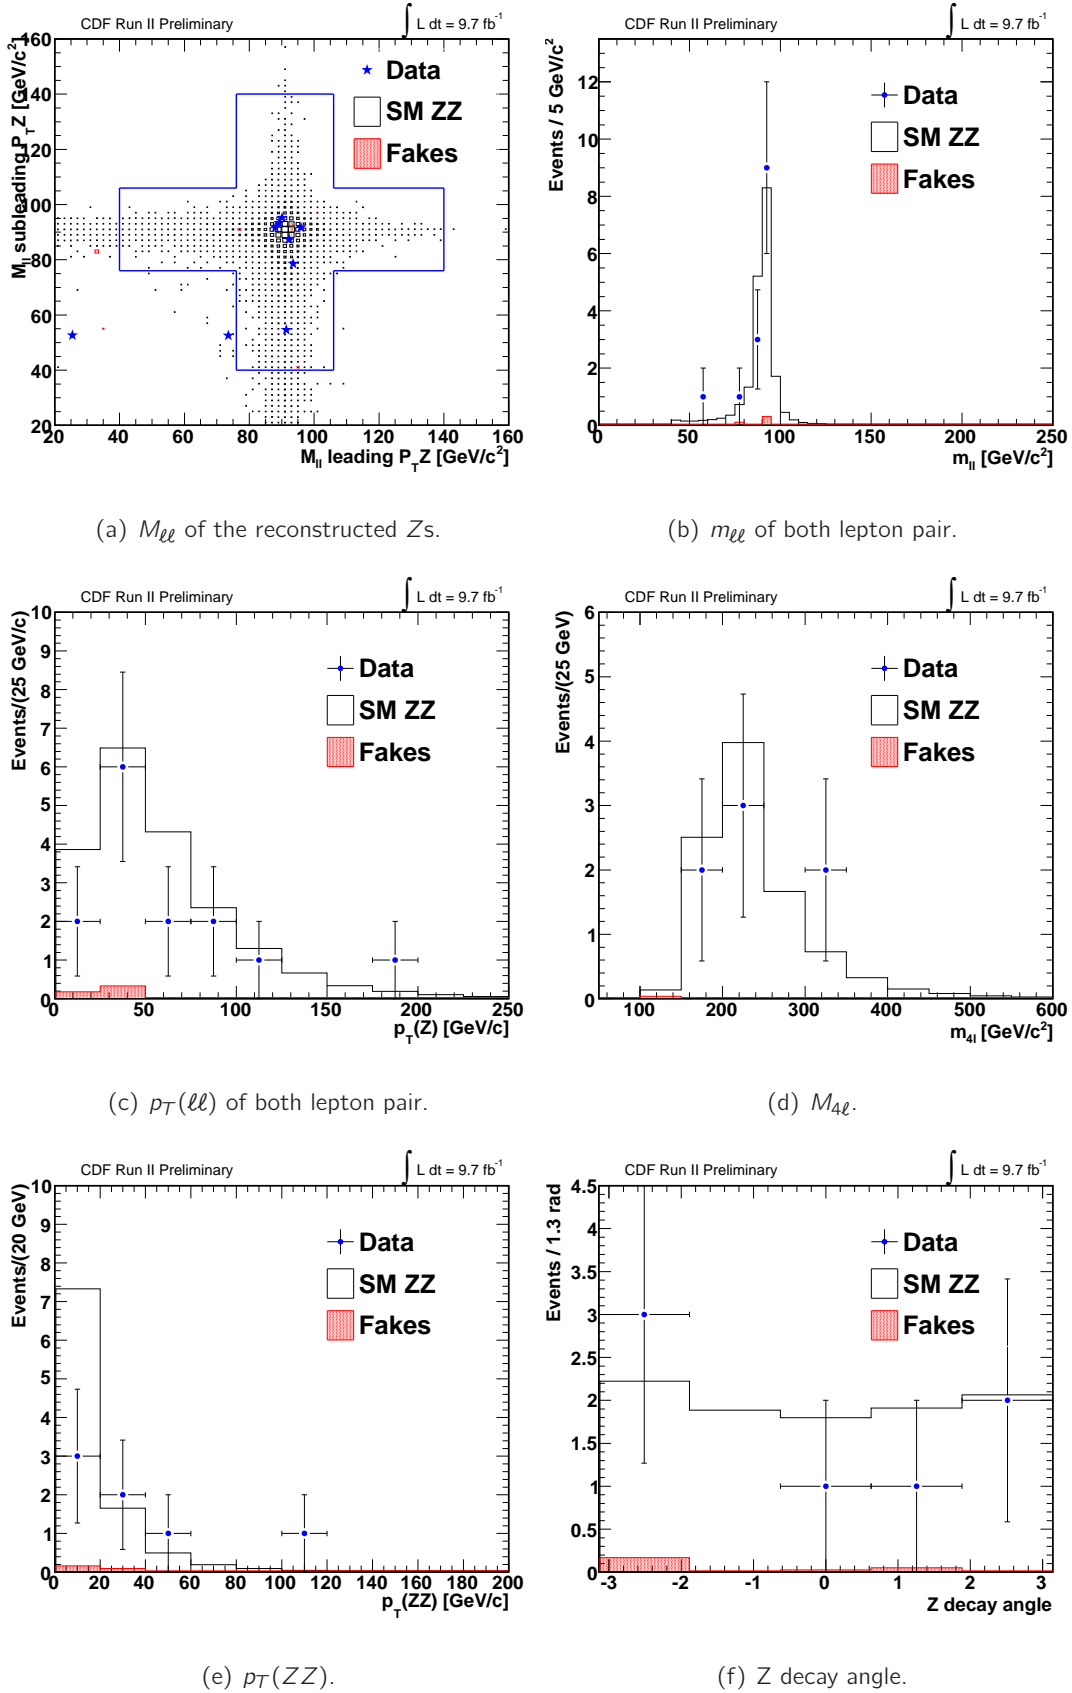 CDF Run II Preliminary
∫ L dt = 9.7 fb⁻¹
M_ll subleading P_T Z [GeV/c²]
160
140
120
100
80
60
40
20
Data
SM ZZ
Fakes
20 40 60 80 100 120 140 160
M_ll leading P_T Z [GeV/c²]
(a) M_ℓℓ of the reconstructed Zs.
CDF Run II Preliminary
∫ L dt = 9.7 fb⁻¹
Events / 5 GeV/c²
12
10
8
6
4
2
0
Data
SM ZZ
Fakes
0 50 100 150 200 250
m_ll [GeV/c²]
(b) m_ℓℓ of both lepton pair.
CDF Run II Preliminary
∫ L dt = 9.7 fb⁻¹
Events/(25 GeV/c)
10
9
8
7
6
5
4
3
2
1
0
Data
SM ZZ
Fakes
0 50 100 150 200 250
p_T(Z) [GeV/c]
(c) p_T(ℓℓ) of both lepton pair.
CDF Run II Preliminary
∫ L dt = 9.7 fb⁻¹
Events/(25 GeV)
6
5
4
3
2
1
0
Data
SM ZZ
Fakes
100 200 300 400 500 600
m_4l [GeV/c²]
(d) M_4ℓ.
CDF Run II Preliminary
∫ L dt = 9.7 fb⁻¹
Events/(20 GeV)
10
9
8
7
6
5
4
3
2
1
0
Data
SM ZZ
Fakes
0 20 40 60 80 100 120 140 160 180 200
p_T(ZZ) [GeV/c]
(e) p_T(ZZ).
CDF Run II Preliminary
∫ L dt = 9.7 fb⁻¹
Events / 1.3 rad
4.5
4
3.5
3
2.5
2
1.5
1
0.5
0
Data
SM ZZ
Fakes
-3 -2 -1 0 1 2 3
Z decay angle
(f) Z decay angle.